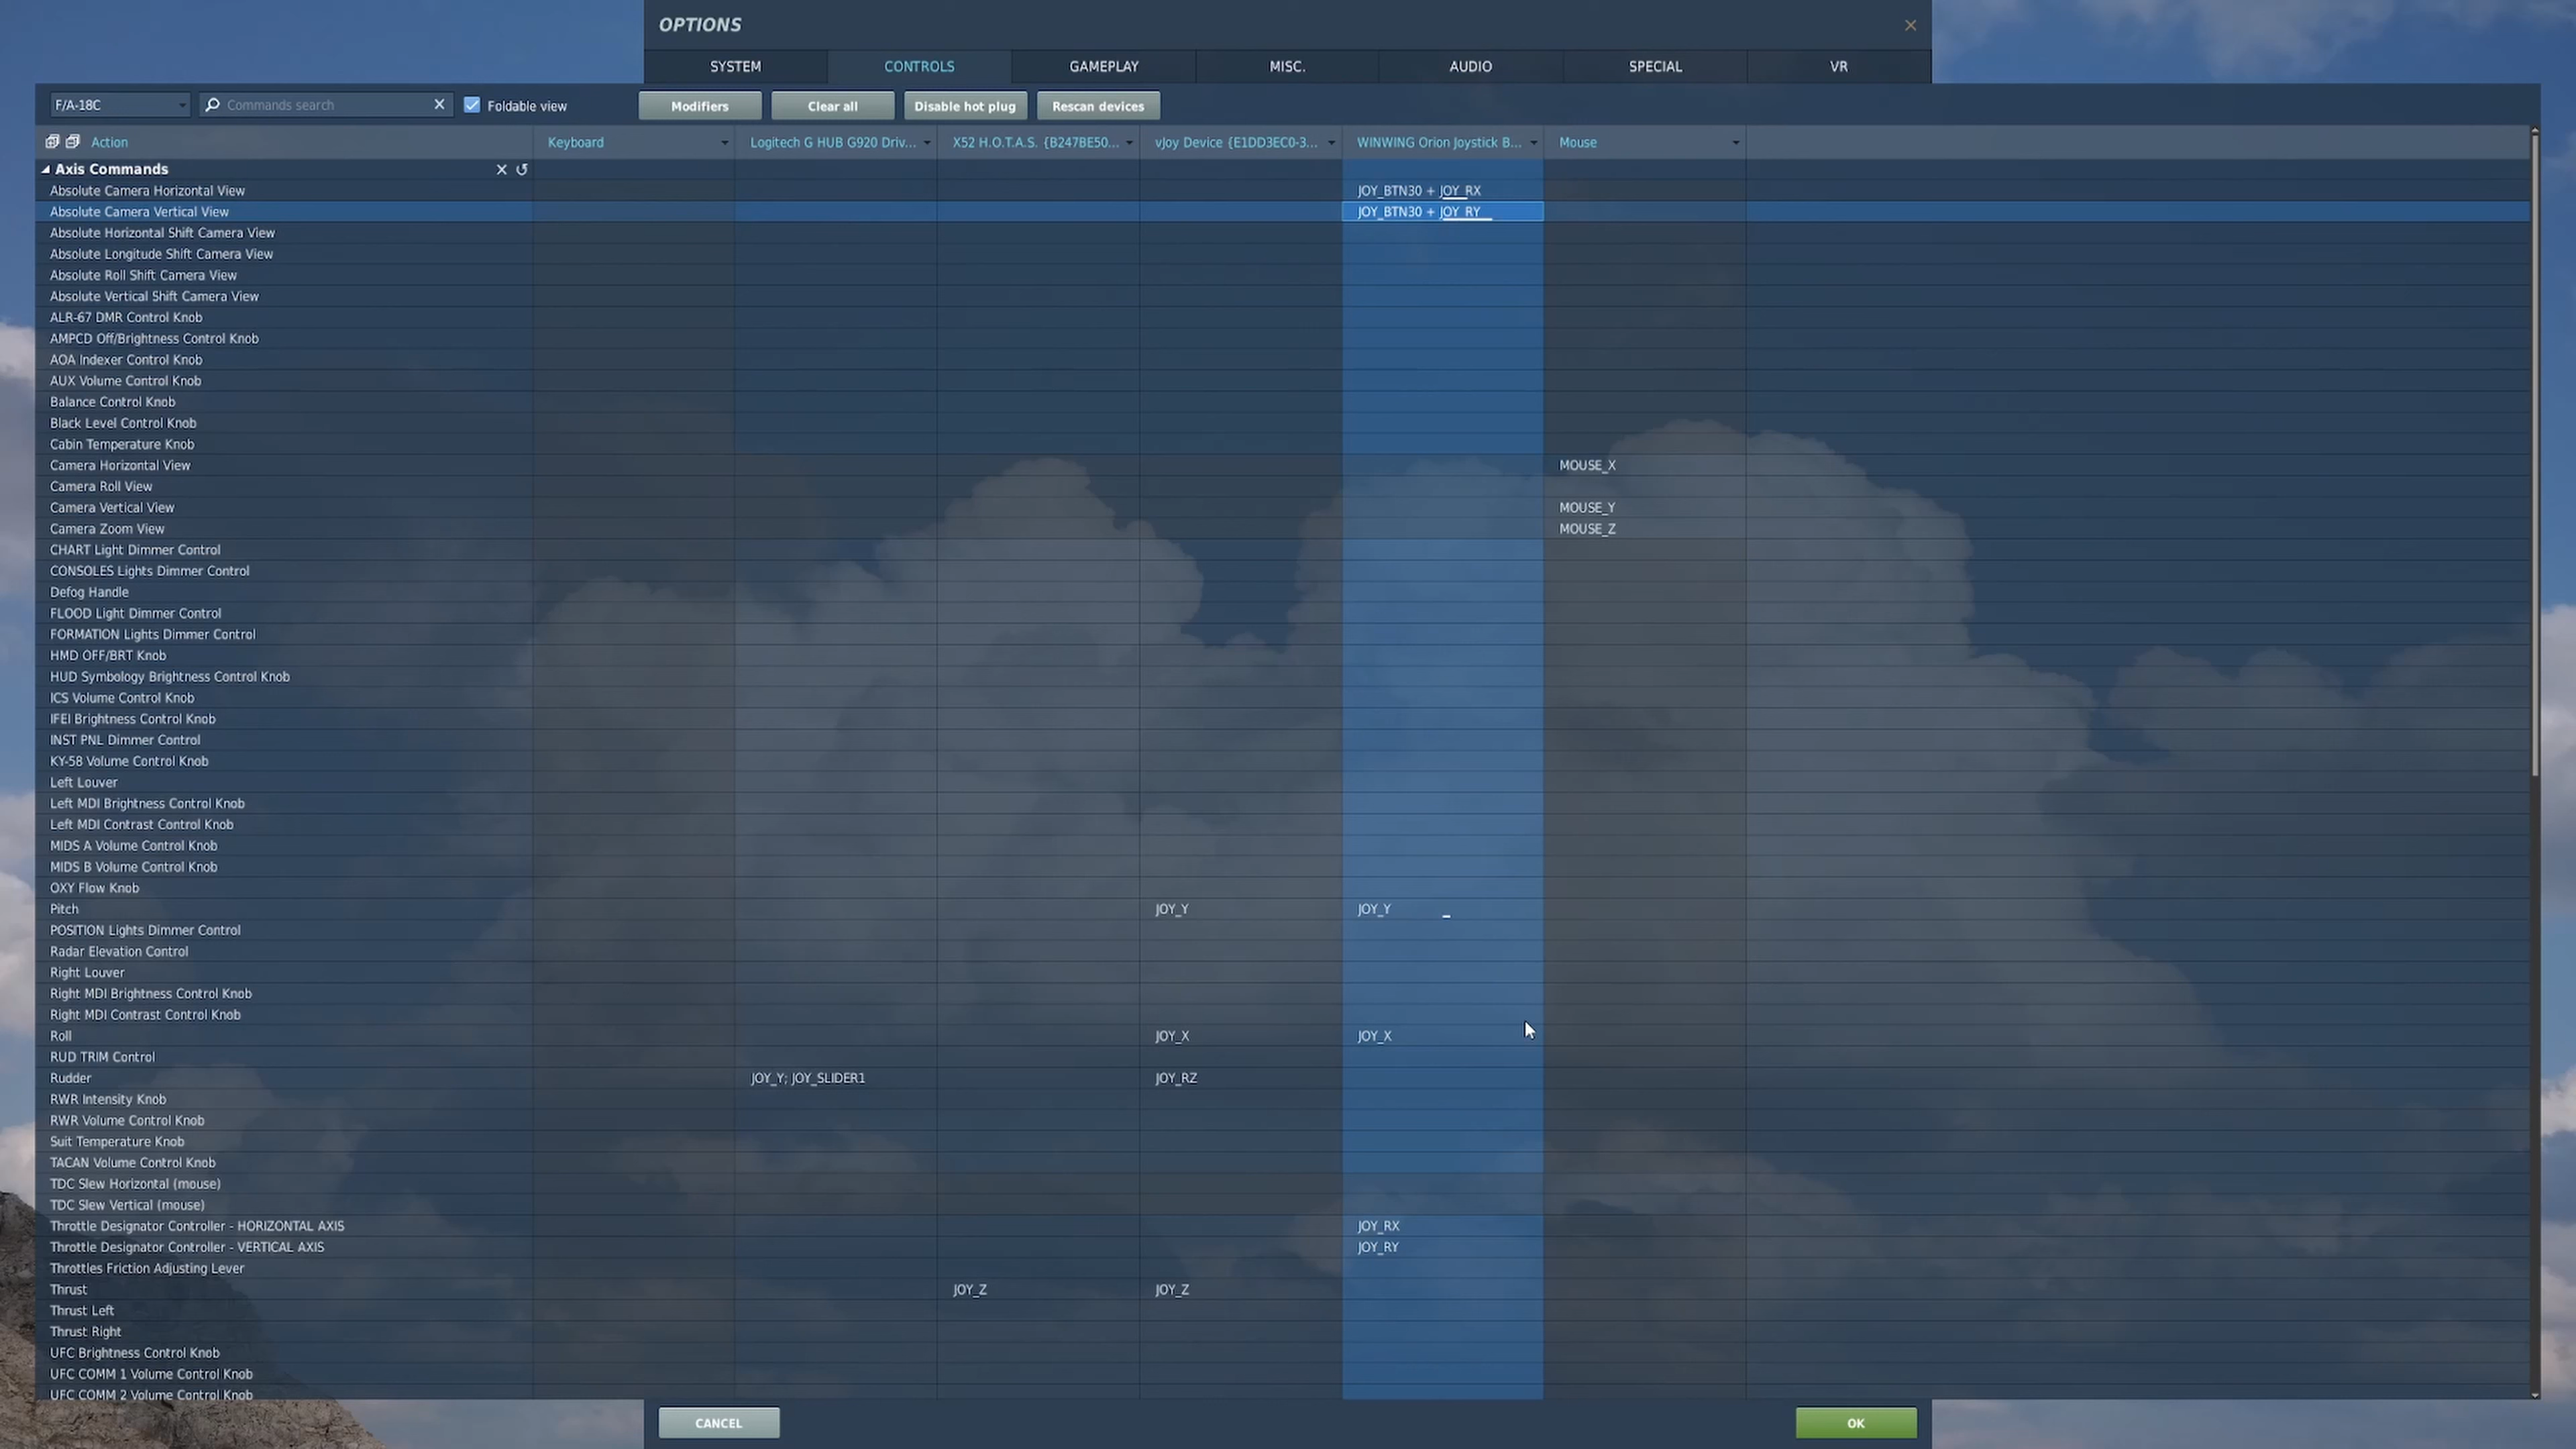 OPTIONS
SYSTEM CONTROLS GAMEPLAY MISC. AUDIO SPECIAL VR
F/A-18C Commands search Foldable view Modifiers Clear all Disable hot plug Rescan devices
Action Keyboard Logitech G HUB G920 Driv... X52 H.O.T.A.S. {B247BE50... vJoy Device {E1DD3EC0-3... WINWING Orion Joystick B... Mouse
Axis Commands
Absolute Camera Horizontal View JOY_BTN30 + JOY_RX
Absolute Camera Vertical View JOY_BTN30 + JOY_RY
Absolute Horizontal Shift Camera View
Absolute Longitude Shift Camera View
Absolute Roll Shift Camera View
Absolute Vertical Shift Camera View
ALR-67 DMR Control Knob
AMPCD Off/Brightness Control Knob
AOA Indexer Control Knob
AUX Volume Control Knob
Balance Control Knob
Black Level Control Knob
Cabin Temperature Knob
Camera Horizontal View MOUSE_X
Camera Roll View
Camera Vertical View MOUSE_Y
Camera Zoom View MOUSE_Z
CHART Light Dimmer Control
CONSOLES Lights Dimmer Control
Defog Handle
FLOOD Light Dimmer Control
FORMATION Lights Dimmer Control
HMD OFF/BRT Knob
HUD Symbology Brightness Control Knob
ICS Volume Control Knob
IFEI Brightness Control Knob
INST PNL Dimmer Control
KY-58 Volume Control Knob
Left Louver
Left MDI Brightness Control Knob
Left MDI Contrast Control Knob
MIDS A Volume Control Knob
MIDS B Volume Control Knob
OXY Flow Knob
Pitch JOY_Y JOY_Y
POSITION Lights Dimmer Control
Radar Elevation Control
Right Louver
Right MDI Brightness Control Knob
Right MDI Contrast Control Knob
Roll JOY_X JOY_X
RUD TRIM Control
Rudder JOY_Y; JOY_SLIDER1 JOY_RZ
RWR Intensity Knob
RWR Volume Control Knob
Suit Temperature Knob
TACAN Volume Control Knob
TDC Slew Horizontal (mouse)
TDC Slew Vertical (mouse)
Throttle Designator Controller - HORIZONTAL AXIS JOY_RX
Throttle Designator Controller - VERTICAL AXIS JOY_RY
Throttles Friction Adjusting Lever
Thrust JOY_Z JOY_Z
Thrust Left
Thrust Right
UFC Brightness Control Knob
UFC COMM 1 Volume Control Knob
UFC COMM 2 Volume Control Knob
CANCEL OK